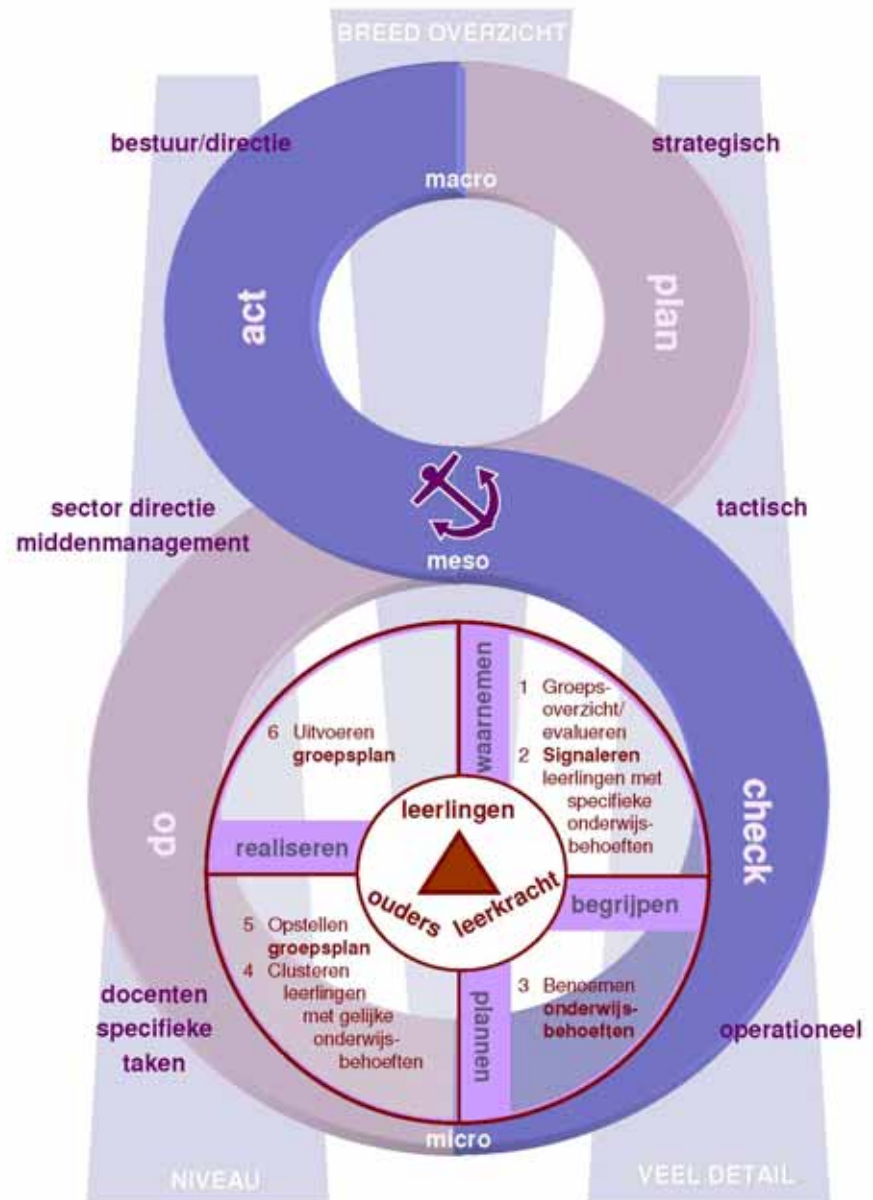 BREED OVERZICHT
bestuur/directie
strategisch
macro
act
plan
sector directie
middenmanagement
tactisch
meso
waarnemen
1 Groeps-
overzicht/
evalueren
2 Signaleren
leerlingen met
specifieke
onderwijs-
behoeften
6 Uitvoeren
groepsplan
leerlingen
ouders
leerkracht
do
check
realiseren
begrijpen
5 Opstellen
groepsplan
4 Clusteren
leerlingen
met gelijke
onderwijs-
behoeften
plannen
3 Benoemen
onderwijs-
behoeften
docenten
specifieke
taken
operationeel
micro
NIVEAU
VEEL DETAIL